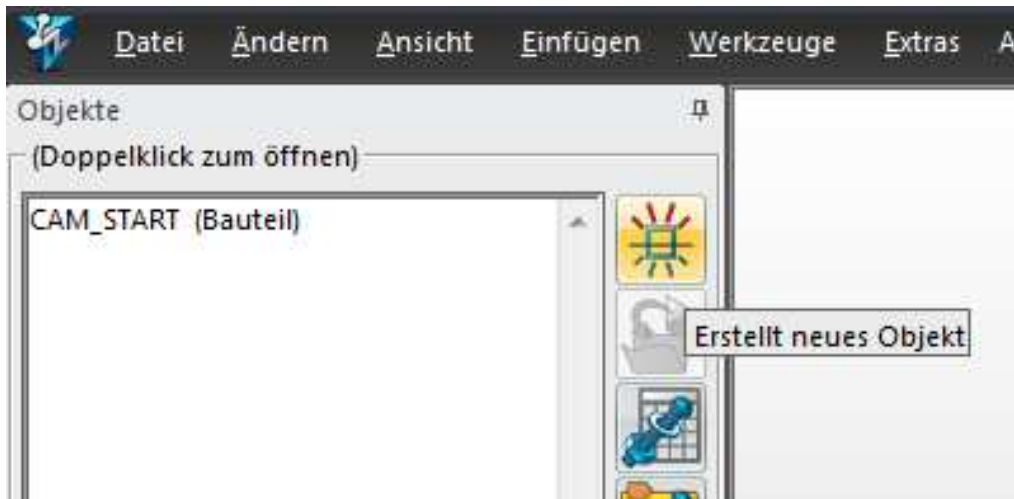 Datei Ändern Ansicht Einfügen Werkzeuge Extras A
Objekte
(Doppelklick zum öffnen)
CAM_START (Bauteil)
Erstellt neues Objekt